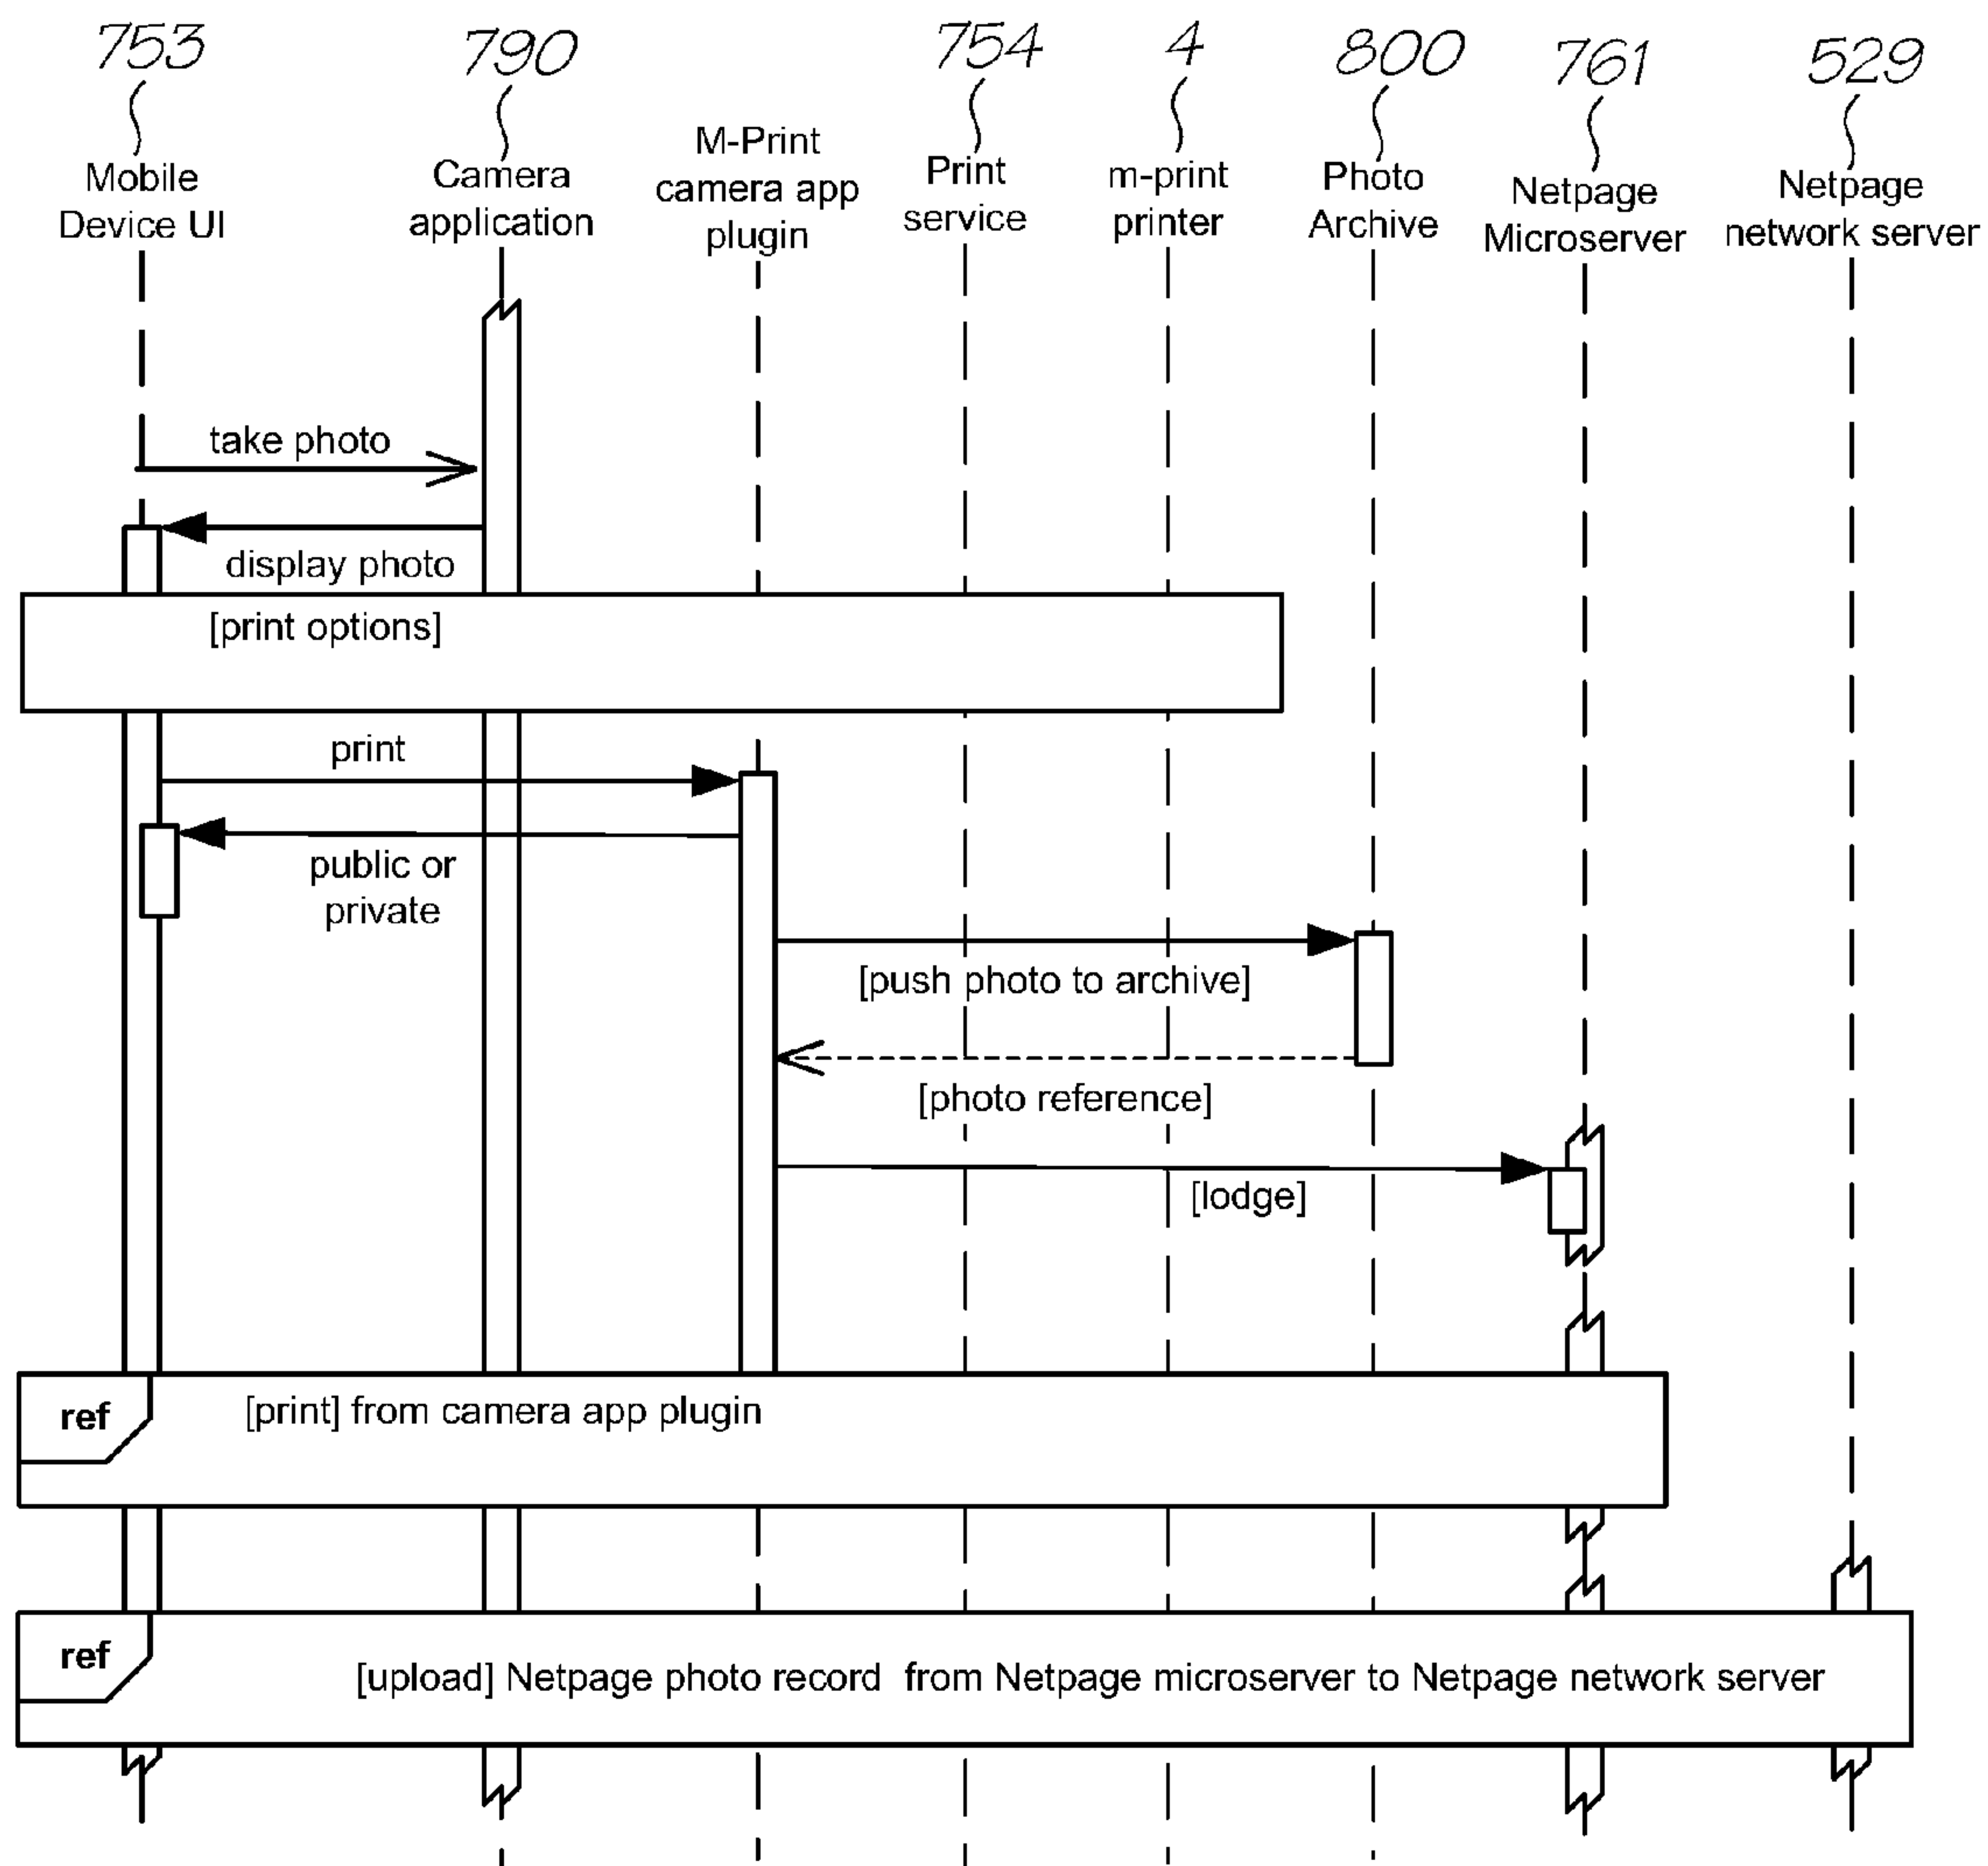 753
790
754
4
800
761
529
Mobile
Device UI
Camera
application
M-Print
camera app
plugin
Print
service
m-print
printer
Photo
Archive
Netpage
Microserver
Netpage
network server
take photo
display photo
[print options]
print
public or
private
[push photo to archive]
[photo reference]
[lodge]
ref
[print] from camera app plugin
ref
[upload] Netpage photo record from Netpage microserver to Netpage network server